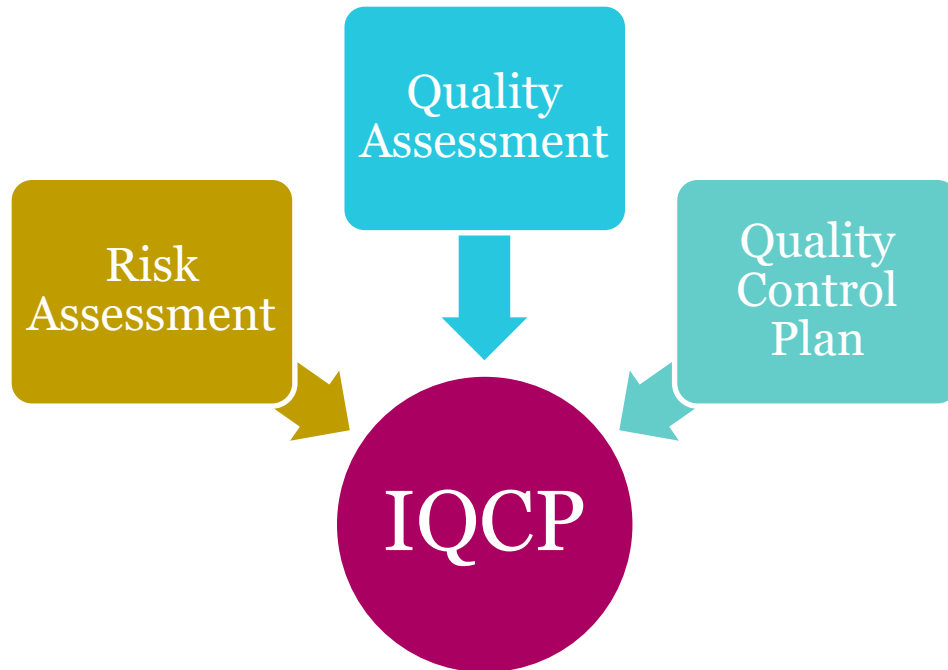 Quality
Assessment
Risk
Assessment
Quality
Control
Plan
IQCP